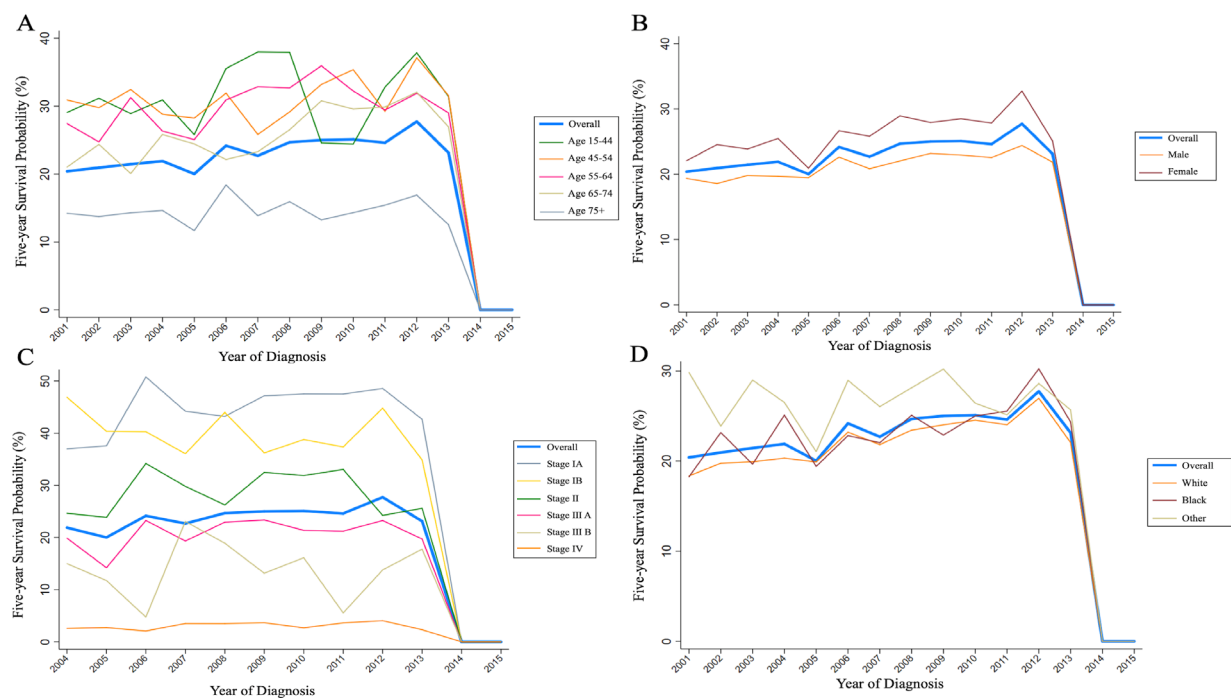 A
Five-year Survival Probability (%)
40
30
20
10
0
2001
2002
2003
2004
2005
2006
2007
2008
2009
2010
2011
2012
2013
2014
2015
Year of Diagnosis
Overall
Age 15-44
Age 45-54
Age 55-64
Age 65-74
Age 75+
B
Five-year Survival Probability (%)
40
30
20
10
0
2001
2002
2003
2004
2005
2006
2007
2008
2009
2010
2011
2012
2013
2014
2015
Year of Diagnosis
Overall
Male
Female
C
Five-year Survival Probability (%)
50
40
30
20
10
0
2004
2005
2006
2007
2008
2009
2010
2011
2012
2013
2014
2015
Year of Diagnosis
Overall
Stage IA
Stage IB
Stage II
Stage III A
Stage III B
Stage IV
D
Five-year Survival Probability (%)
30
20
10
0
2001
2002
2003
2004
2005
2006
2007
2008
2009
2010
2011
2012
2013
2014
2015
Year of Diagnosis
Overall
White
Black
Other